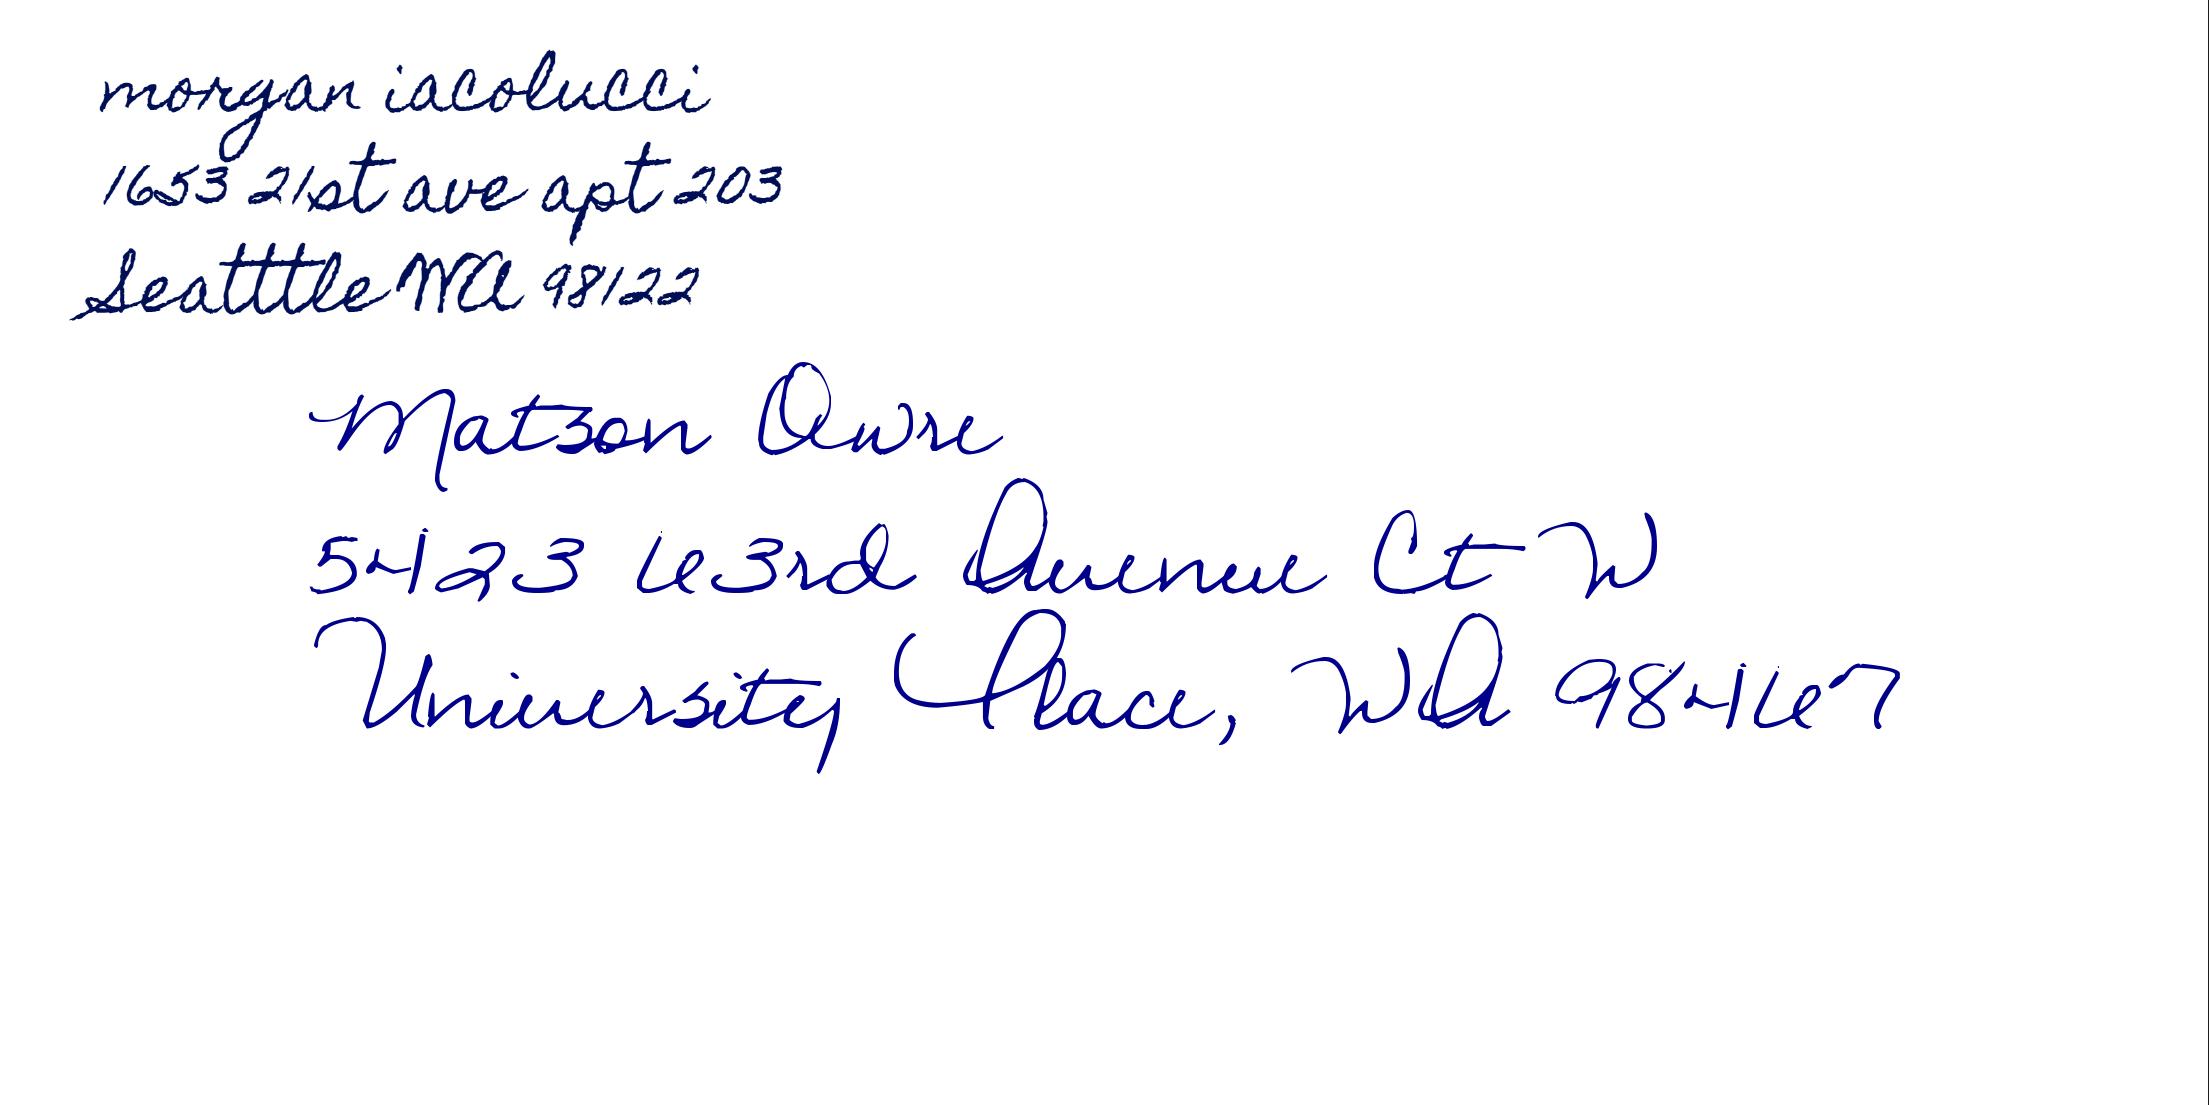 morgan iacolucci
1653 21st ave apt 203
Seatttle WA 98122
Matson Owre
5423 63rd Avenue Ct W
University Place, WA 98467